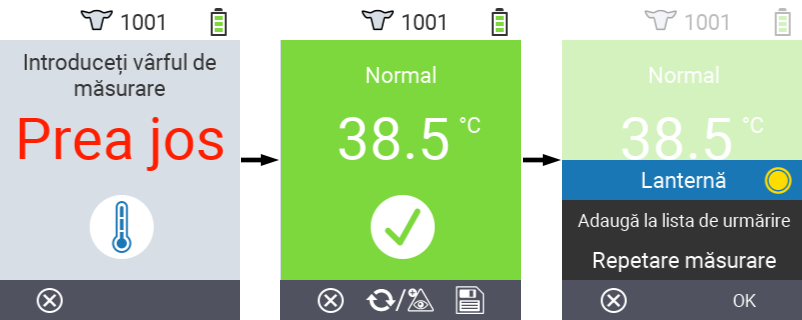 1001
Introduceți vârful de
măsurare
Prea jos
1001
Normal
38.5 °C
1001
Normal
38.5 °C
Lanternă
Adaugă la lista de urmărire
Repetare măsurare
OK